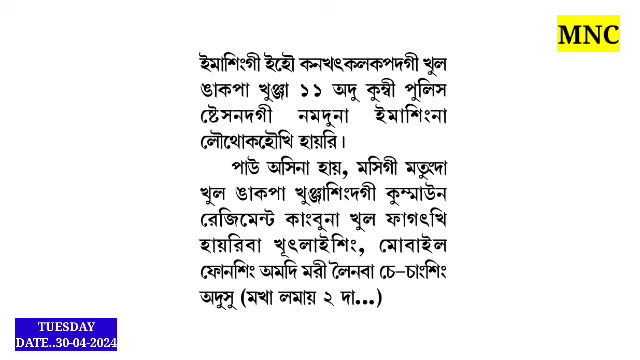 MNC
ইমাশিংগী ইহৌ কনখৎকলকপদগী খুল
ঙাকপা খুঞ্জা ১১ অদু কুম্বী পুলিস
ষ্টেসনদগী নমদুনা ইমাশিংনা
লৌথোকহৌখি হায়রি।
পাউ অসিনা হায়, মসিগী মতুংদা
খুল ঙাকপা খুঞ্জাশিংদগী কুম্মাউন
রেজিমেন্ট কাংবুনা খুল ফাগৎখি
হায়রিবা খৃৎলাইশিং, মোবাইল
ফোনশিং অমদি মরী লৈনবা চে-চাংশিং
অদুসু (মখা লমায় ২ দা...)
TUESDAY
DATE..30-04-2024